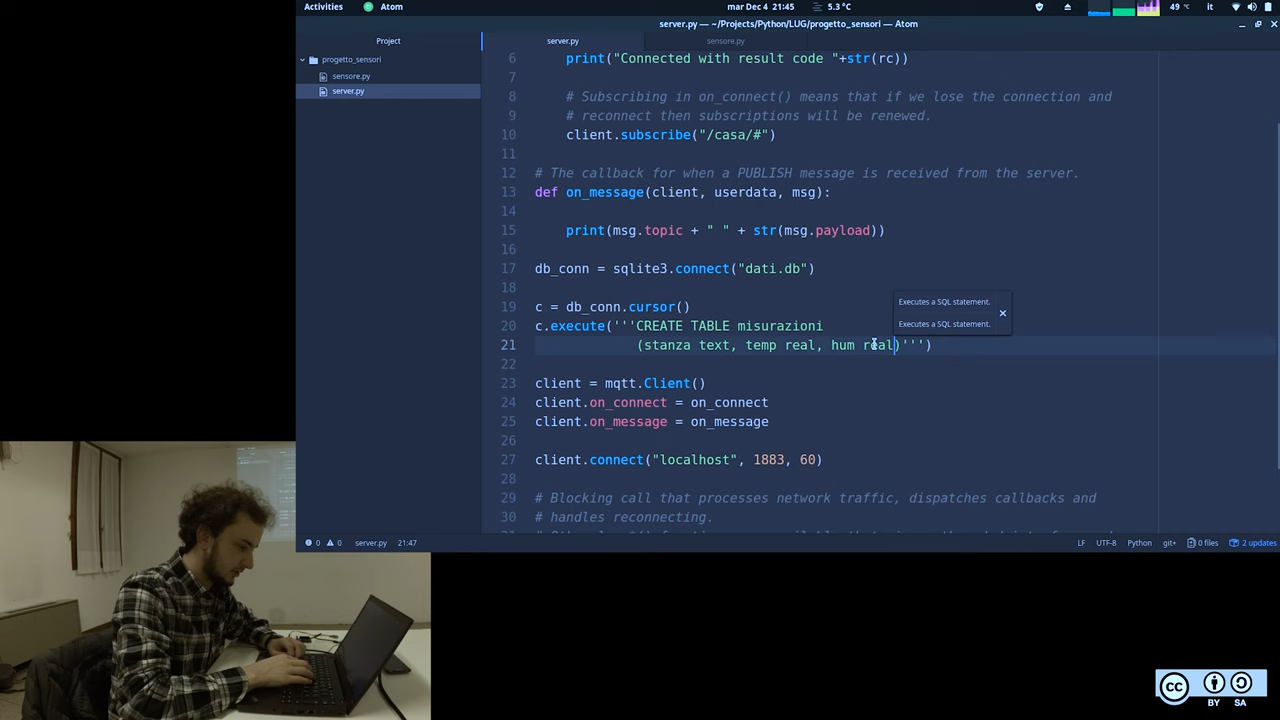 Activities Atom mar Dec 4 21:45 5.3 °C 49 °C it
server.py — ~/Projects/Python/LUG/progetto_sensori — Atom
Project server.py sensore.py
progetto_sensori
sensore.py
server.py
6 print("Connected with result code "+str(rc))
7
8 # Subscribing in on_connect() means that if we lose the connection and
9 # reconnect then subscriptions will be renewed.
10 client.subscribe("/casa/#")
11
12 # The callback for when a PUBLISH message is received from the server.
13 def on_message(client, userdata, msg):
14
15 print(msg.topic + " " + str(msg.payload))
16
17 db_conn = sqlite3.connect("dati.db")
18
19 c = db_conn.cursor()
20 c.execute('''CREATE TABLE misurazioni
21 (stanza text, temp real, hum real)''')
22
23 client = mqtt.Client()
24 client.on_connect = on_connect
25 client.on_message = on_message
26
27 client.connect("localhost", 1883, 60)
28
29 # Blocking call that processes network traffic, dispatches callbacks and
30 # handles reconnecting.
Executes a SQL statement.
Executes a SQL statement.
0 0 server.py 21:47 LF UTF-8 Python git+ 0 files 2 updates
cc
BY SA